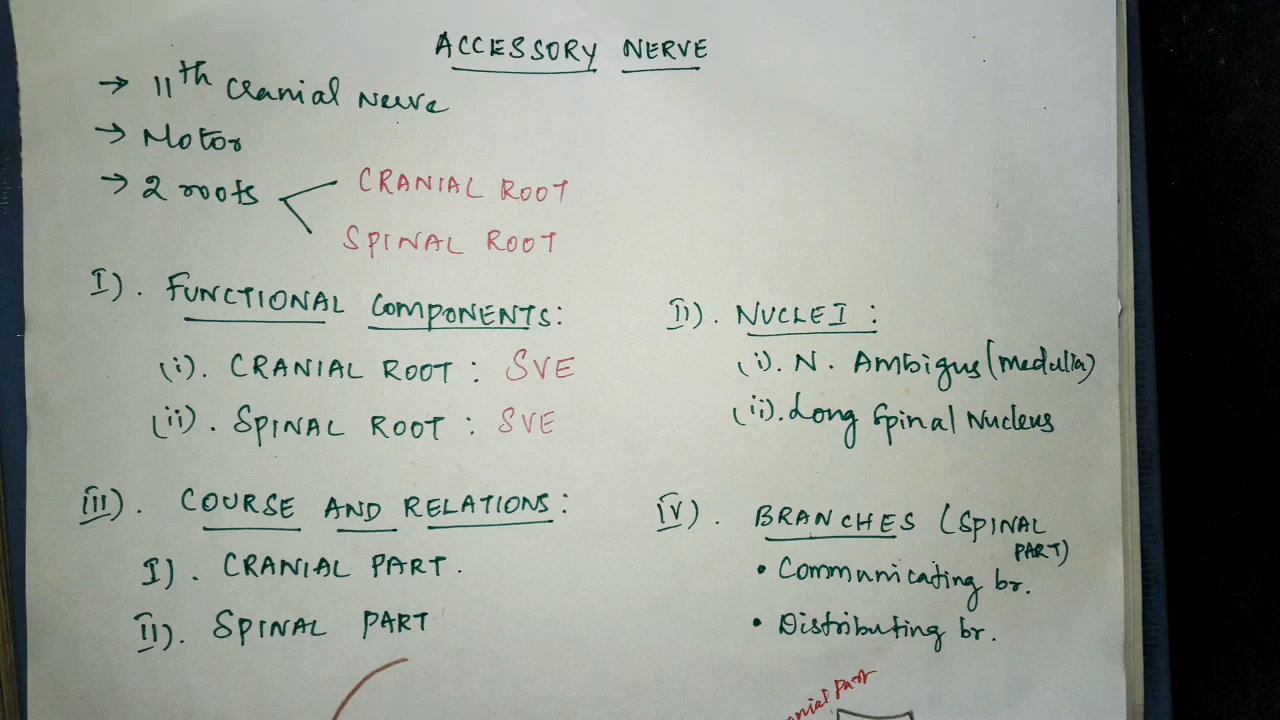 ACCESSORY NERVE
→ 11th Cranial Nerve
→ Motor
→ 2 roots
CRANIAL ROOT
SPINAL ROOT
I). FUNCTIONAL COMPONENTS:
(i). CRANIAL ROOT : SVE
(ii). SPINAL ROOT : SVE
II). NUCLEI :
(i). N. Ambigus (medulla)
(ii). Long Spinal Nucleus
III). COURSE AND RELATIONS:
I). CRANIAL PART.
II). SPINAL PART
IV). BRANCHES (SPINAL
PART)
• Communicating br.
• Distributing br.
Part